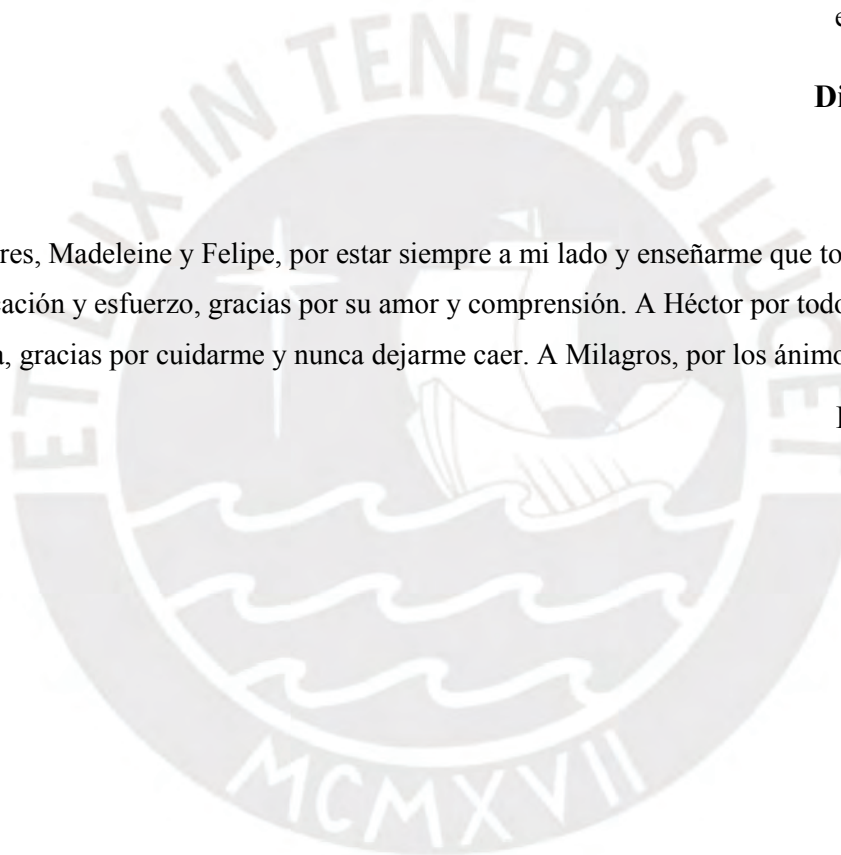 e
Di
res, Madeleine y Felipe, por estar siempre a mi lado y enseñarme que to
ación y esfuerzo, gracias por su amor y comprensión. A Héctor por todo
, gracias por cuidarme y nunca dejarme caer. A Milagros, por los ánimo
ET LUX IN TENEBRIS LUCET
MCMXVII